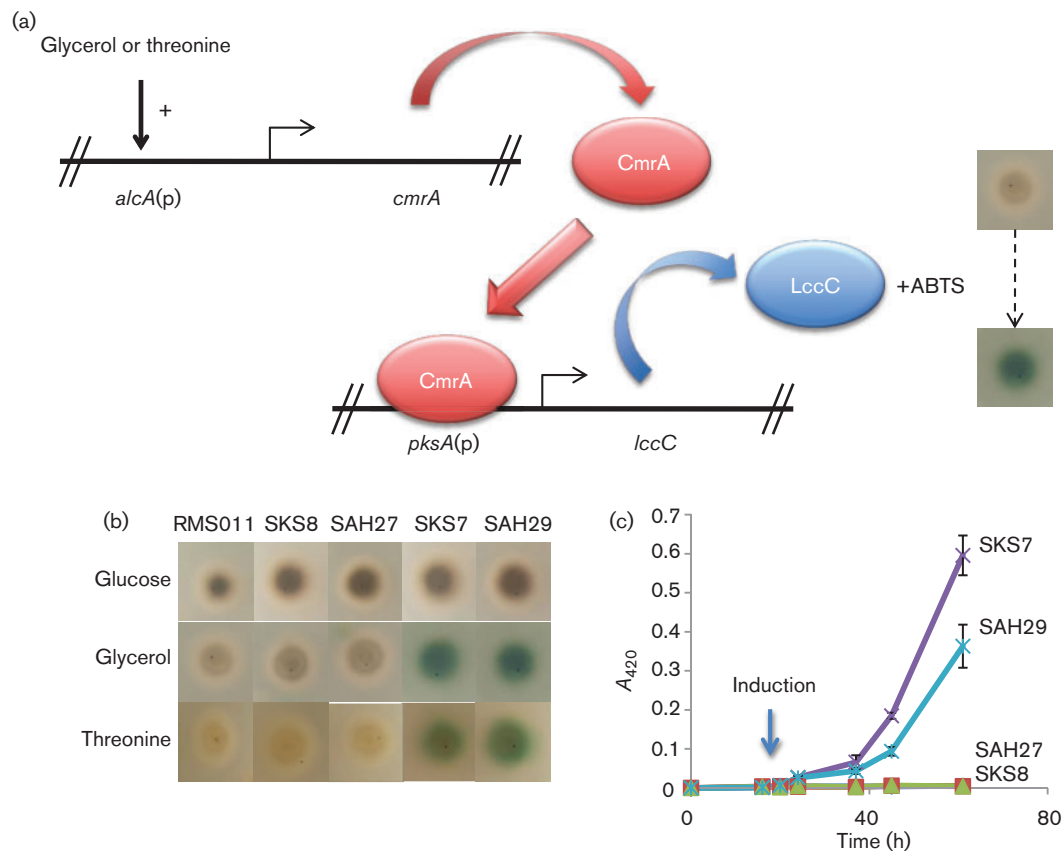 (a)
Glycerol or threonine
+
alcA(p)
cmrA
CmrA
LccC
+ABTS
CmrA
pksA(p)
lccC
(b)
RMS011 SKS8 SAH27 SKS7 SAH29
Glucose
Glycerol
Threonine
(c)
0.7
0.6
0.5
0.4
0.3
0.2
0.1
0
A420
Induction
SKS7
SAH29
SAH27
SKS8
0 40 60 80
Time (h)